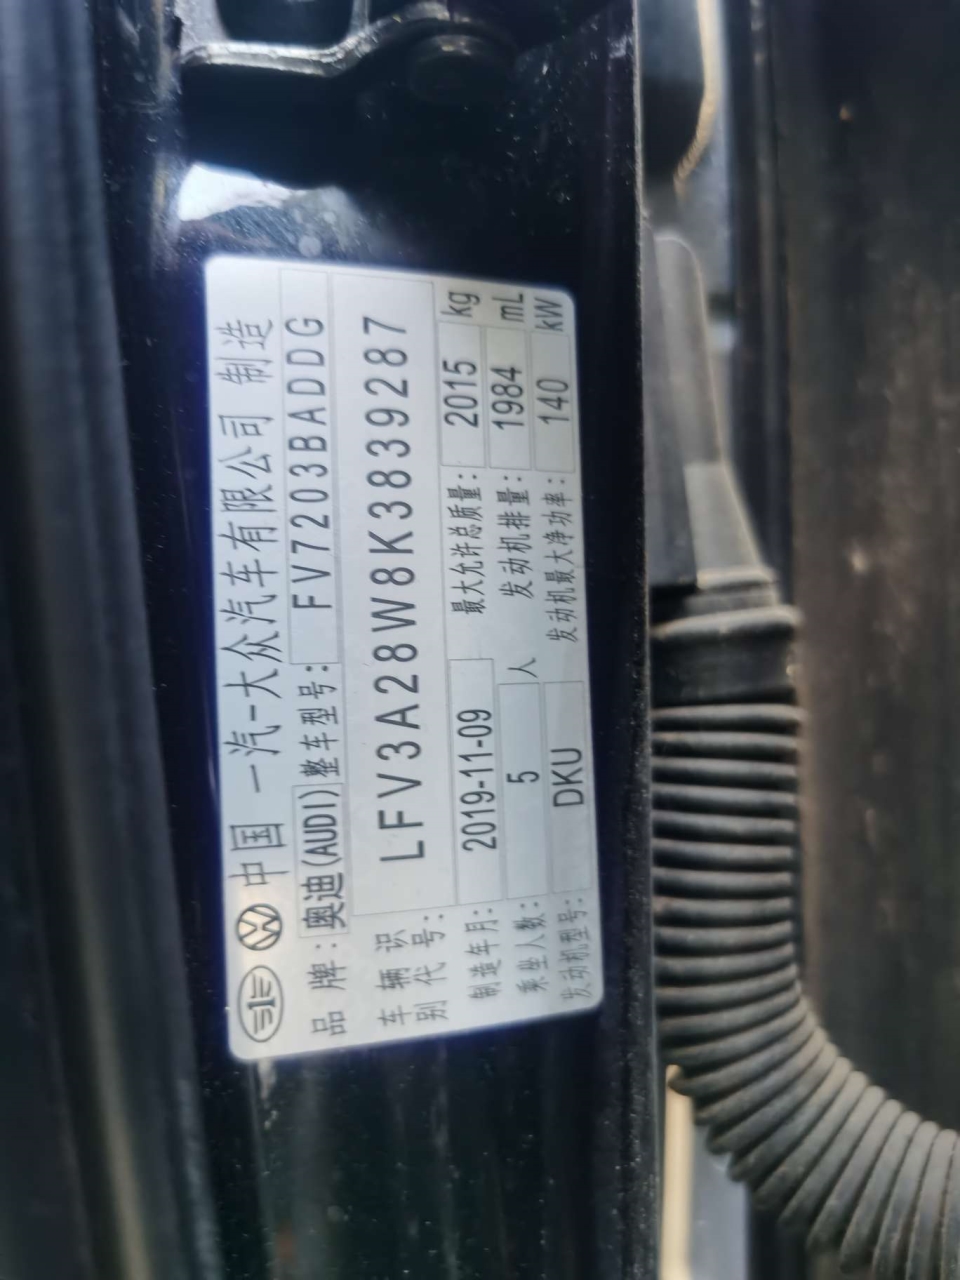 中国 一汽-大众汽车有限公司 制造
品牌: 奥迪(AUDI) 整车型号: FV7203BADDG
车辆识别代号: LFV3A28W8K3839287
制造年月: 2019-11-09 最大允许总质量: 2015 kg
乘坐人数: 5 人 发动机排量: 1984 mL
发动机型号: DKU 发动机最大净功率: 140 kW